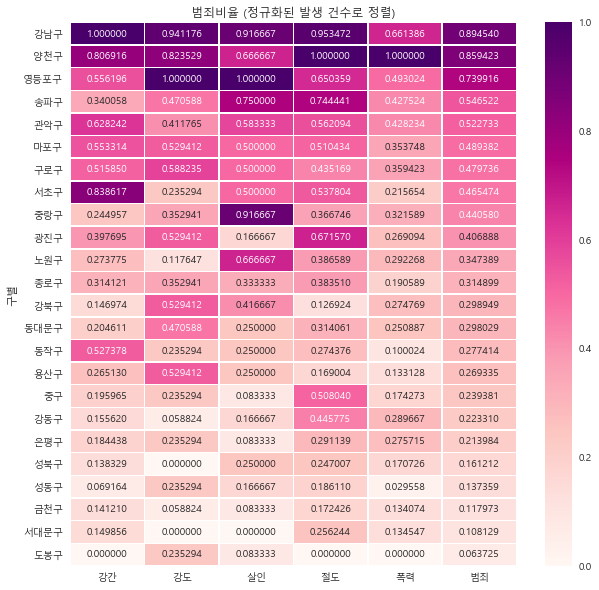 범죄비율 (정규화된 발생 건수로 정렬)
강남구 1.000000 0.941176 0.916667 0.953472 0.661386 0.894540
양천구 0.806916 0.823529 0.666667 1.000000 1.000000 0.859423
영등포구 0.556196 1.000000 1.000000 0.650359 0.493024 0.739916
송파구 0.340058 0.470588 0.750000 0.744441 0.427524 0.546522
관악구 0.628242 0.411765 0.583333 0.562094 0.428234 0.522733
마포구 0.553314 0.529412 0.500000 0.510434 0.353748 0.489382
구로구 0.515850 0.588235 0.500000 0.435169 0.359423 0.479736
서초구 0.838617 0.235294 0.500000 0.537804 0.215654 0.465474
중랑구 0.244957 0.352941 0.916667 0.366746 0.321589 0.440580
광진구 0.397695 0.529412 0.166667 0.671570 0.269094 0.406888
노원구 0.273775 0.117647 0.666667 0.386589 0.292268 0.347389
종로구 0.314121 0.352941 0.333333 0.383510 0.190589 0.314899
강북구 0.146974 0.529412 0.416667 0.126924 0.274769 0.298949
동대문구 0.204611 0.470588 0.250000 0.314061 0.250887 0.298029
동작구 0.527378 0.235294 0.250000 0.274376 0.100024 0.277414
용산구 0.265130 0.529412 0.250000 0.169004 0.133128 0.269335
중구 0.195965 0.235294 0.083333 0.508040 0.174273 0.239381
강동구 0.155620 0.058824 0.166667 0.445775 0.289667 0.223310
은평구 0.184438 0.235294 0.083333 0.291139 0.275715 0.213984
성북구 0.138329 0.000000 0.250000 0.247007 0.170726 0.161212
성동구 0.069164 0.235294 0.166667 0.186110 0.029558 0.137359
금천구 0.141210 0.058824 0.083333 0.172426 0.134074 0.117973
서대문구 0.149856 0.000000 0.000000 0.256244 0.134547 0.108129
도봉구 0.000000 0.235294 0.083333 0.000000 0.000000 0.063725
강간 강도 살인 절도 폭력 범죄
구별
1.0
0.8
0.6
0.4
0.2
0.0